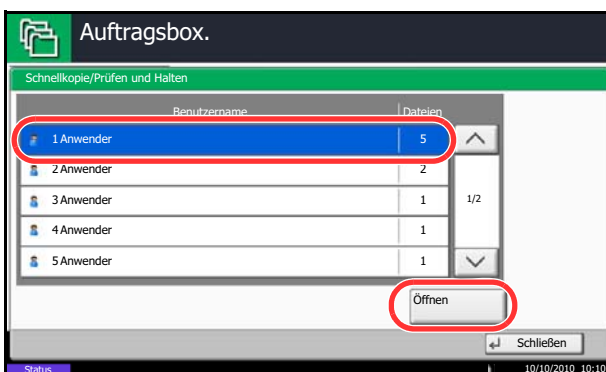 Auftragsbox.
Schnellkopie/Prüfen und Halten
Benutzername Dateien
1 Anwender 5
2 Anwender 2
3 Anwender 1
1/2
4 Anwender 1
5 Anwender 1
Öffnen
Schließen
Status 10/10/2010 10:10